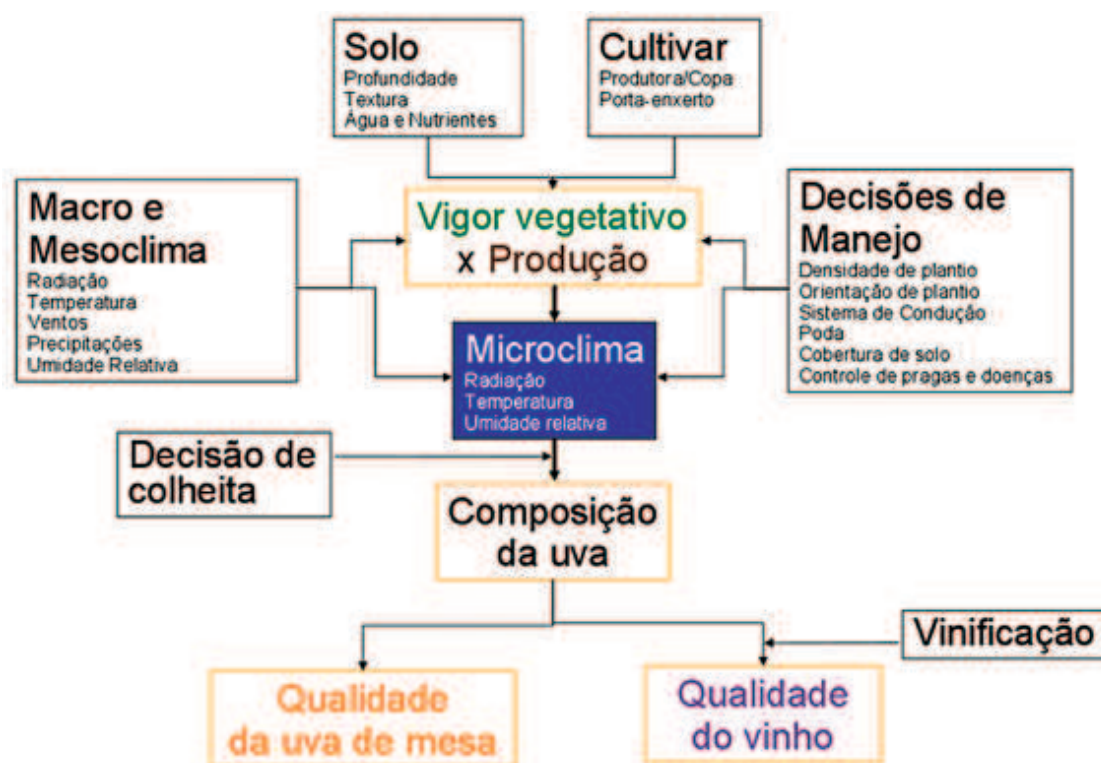 Solo
Profundidade
Textura
Água e Nutrientes
Cultivar
Produtora/Copa
Porta-enxerto
Macro e
Mesoclima
Radiação
Temperatura
Ventos
Precipitações
Umidade Relativa
Vigor vegetativo
x Produção
Decisões de
Manejo
Densidade de plantio
Orientação de plantio
Sistema de Condução
Poda
Cobertura de solo
Controle de pragas e doenças
Microclima
Radiação
Temperatura
Umidade relativa
Decisão de
colheita
Composição
da uva
Vinificação
Qualidade
da uva de mesa
Qualidade
do vinho